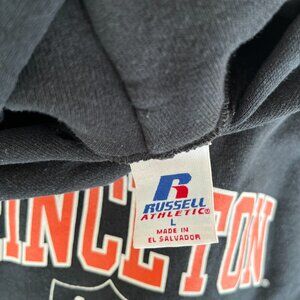 R
RUSSELL
ATHLETIC®
L
MADE IN
EL SALVADOR
INCETON